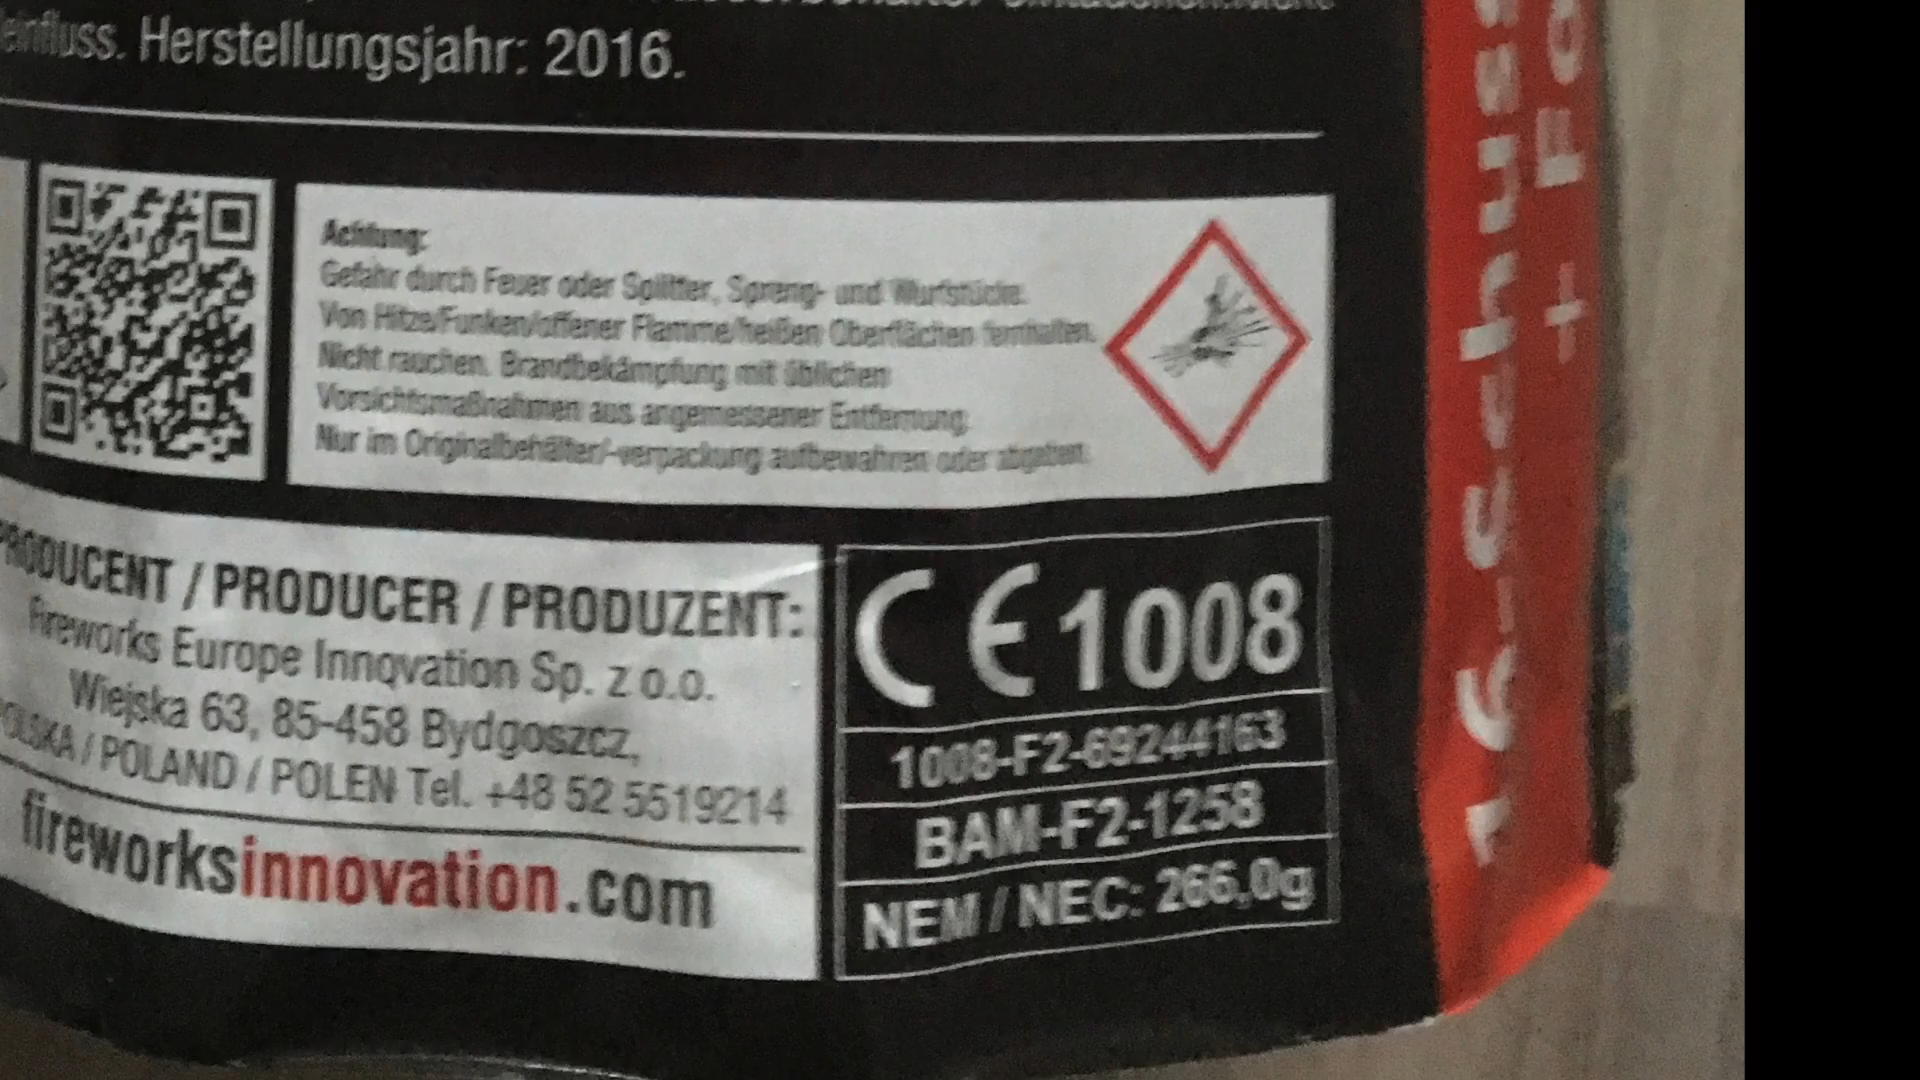 einfluss. Herstellungsjahr: 2016.
Achtung:
Gefahr durch Feuer oder Splitter, Spreng- und Wurfstücke.
Von Hitze/Funken/offener Flamme/heißen Oberflächen fernhalten.
Nicht rauchen. Brandbekämpfung mit üblichen
Vorsichtsmaßnahmen aus angemessener Entfernung.
Nur im Originalbehälter/-verpackung aufbewahren oder abgeben.
PRODUCENT / PRODUCER / PRODUZENT:
Fireworks Europe Innovation Sp. z o.o.
Wiejska 63, 85-458 Bydgoszcz,
POLSKA / POLAND / POLEN Tel. +48 52 5519214
fireworksinnovation.com
CE 1008
1008-F2-69244163
BAM-F2-1258
NEM / NEC: 266,0g
16-Schuss
+ Fo